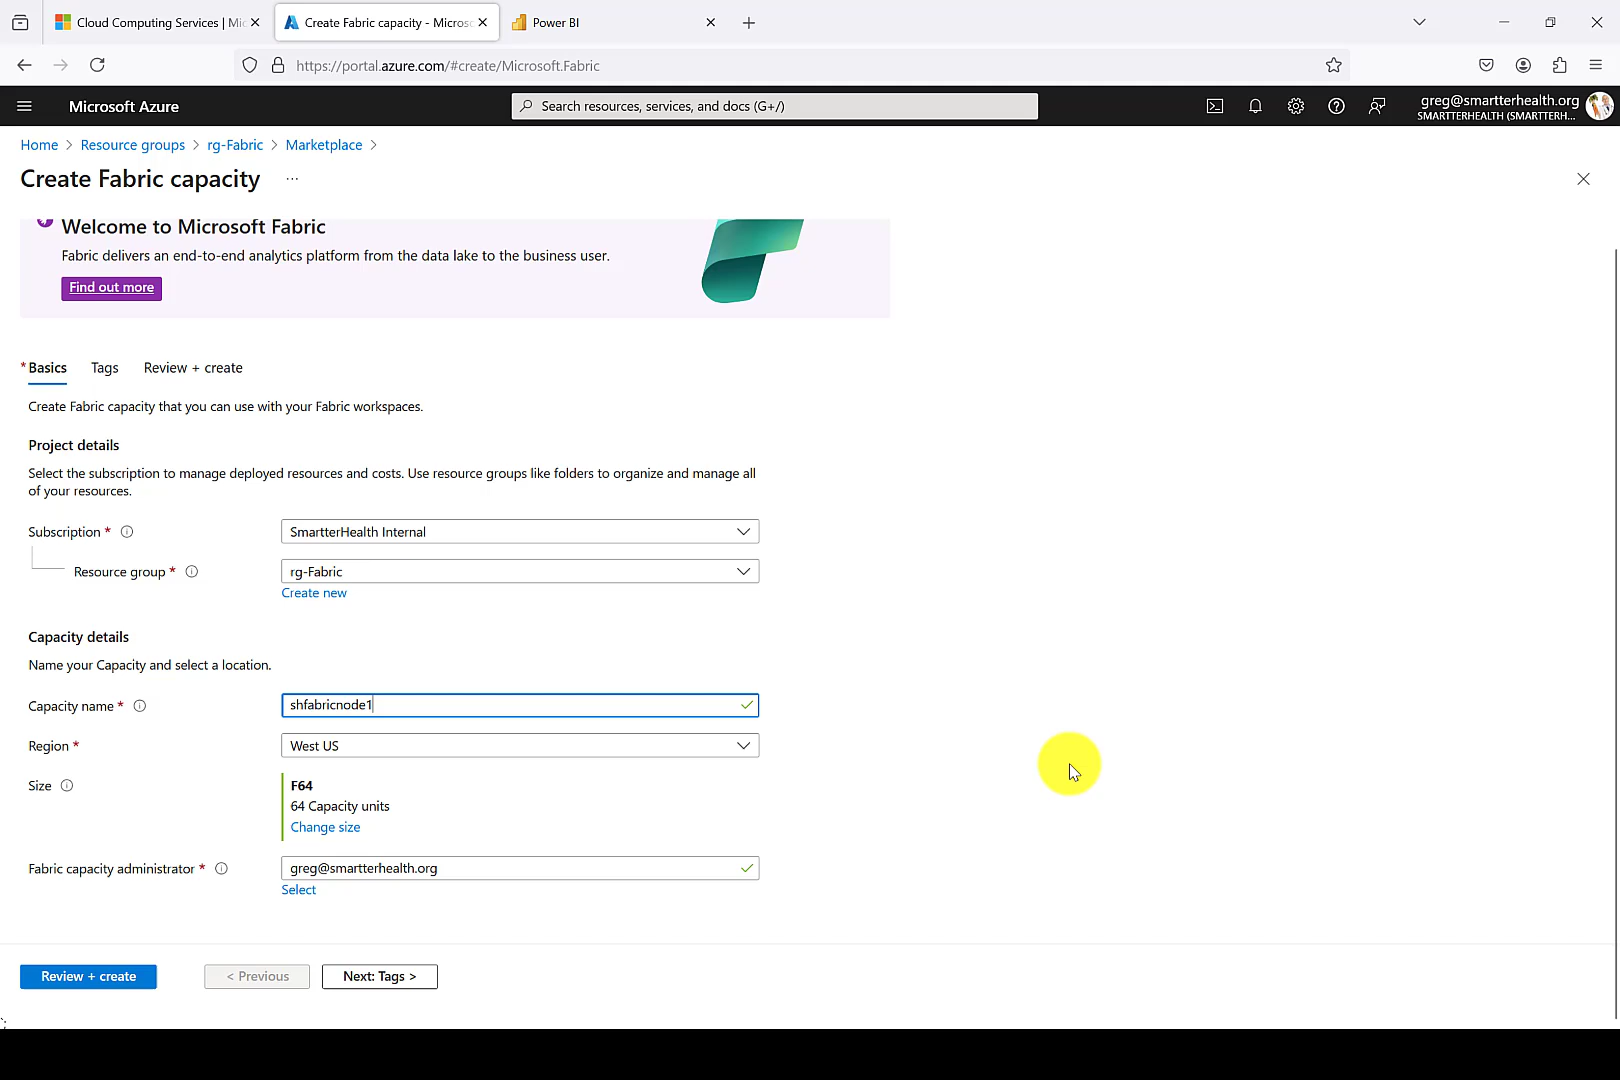 Cloud Computing Services | Mic
Create Fabric capacity - Microso
Power BI
https://portal.azure.com/#create/Microsoft.Fabric
Microsoft Azure
Search resources, services, and docs (G+/)
greg@smartterhealth.org
SMARTTERHEALTH (SMARTTERH...
Home > Resource groups > rg-Fabric > Marketplace >
Create Fabric capacity ...
Welcome to Microsoft Fabric
Fabric delivers an end-to-end analytics platform from the data lake to the business user.
Find out more
* Basics Tags Review + create
Create Fabric capacity that you can use with your Fabric workspaces.
Project details
Select the subscription to manage deployed resources and costs. Use resource groups like folders to organize and manage all
of your resources.
Subscription * SmartterHealth Internal
Resource group * rg-Fabric
Create new
Capacity details
Name your Capacity and select a location.
Capacity name * shfabricnode1
Region * West US
Size F64
64 Capacity units
Change size
Fabric capacity administrator * greg@smartterhealth.org
Select
Review + create < Previous Next: Tags >